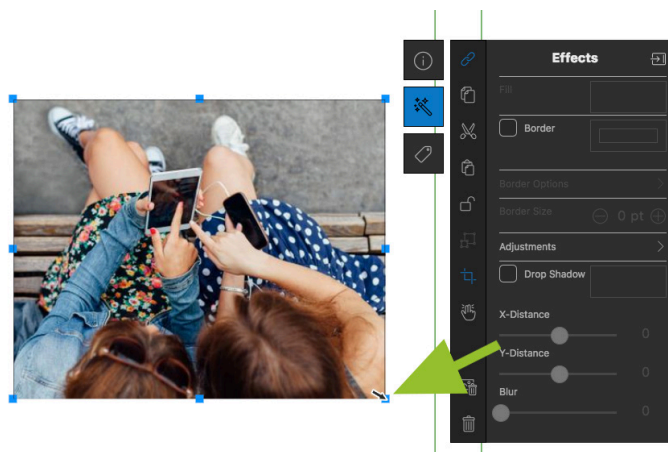 Effects
Fill
Border
Border Options
Border Size
0 pt
Adjustments
Drop Shadow
X-Distance
0
Y-Distance
0
Blur
0